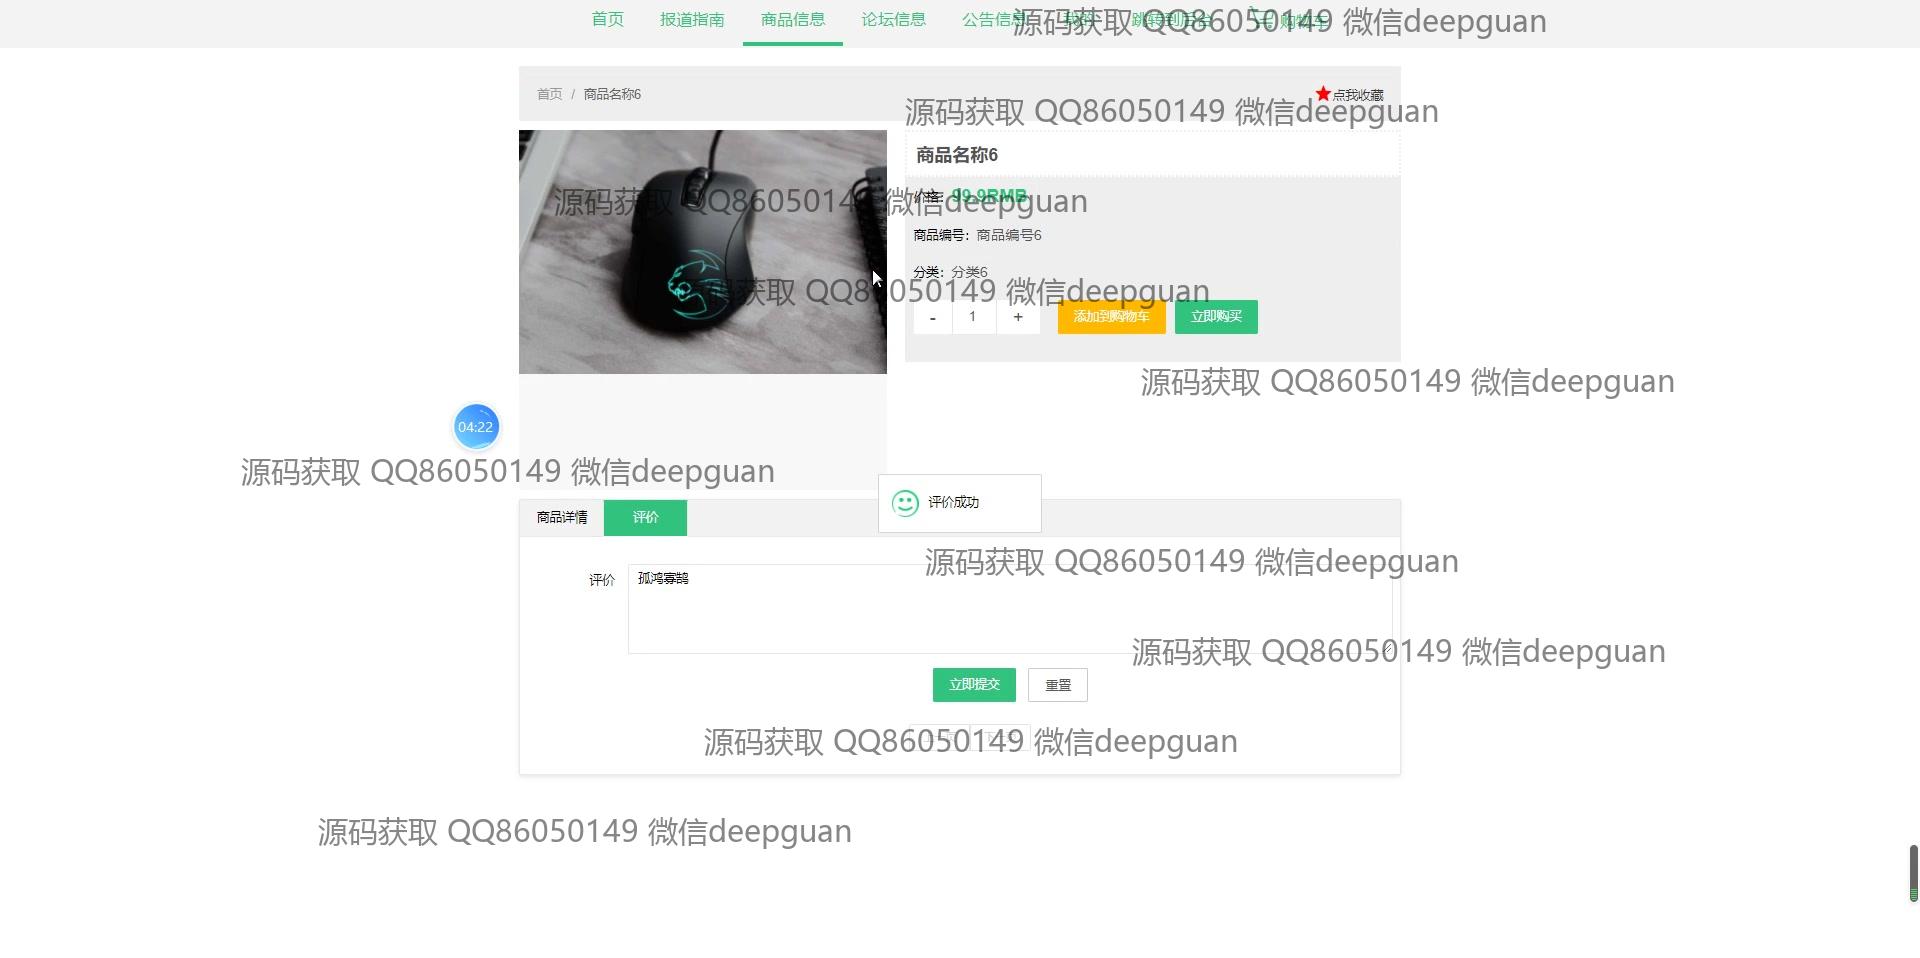 首页 报道指南 商品信息 论坛信息 公告信息 我的 跳转到后台 购物车
源码获取 QQ86050149 微信deepguan
首页 / 商品名称6
点我收藏
源码获取 QQ86050149 微信deepguan
商品名称6
价格: 99.9RMB
源码获取 QQ86050149 微信deepguan
商品编号: 商品编号6
分类: 分类6
源码获取 QQ86050149 微信deepguan
- 1 + 添加到购物车 立即购买
源码获取 QQ86050149 微信deepguan
04:22
源码获取 QQ86050149 微信deepguan
评价成功
商品详情 评价
源码获取 QQ86050149 微信deepguan
评价 孤鸿寡鹄
源码获取 QQ86050149 微信deepguan
立即提交 重置
源码获取 QQ86050149 微信deepguan
源码获取 QQ86050149 微信deepguan